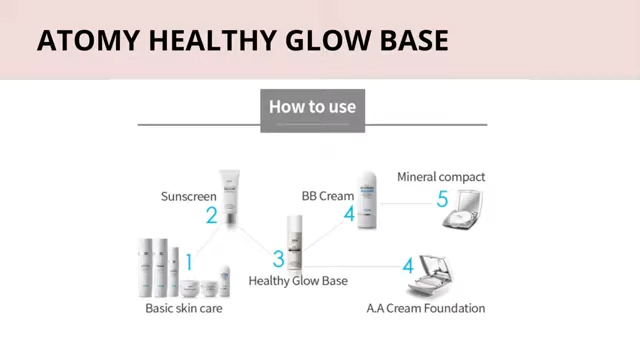 ATOMY HEALTHY GLOW BASE
How to use
Mineral compact
Sunscreen
BB Cream
5
2
4
1
3
4
Healthy Glow Base
Basic skin care
A.A Cream Foundation